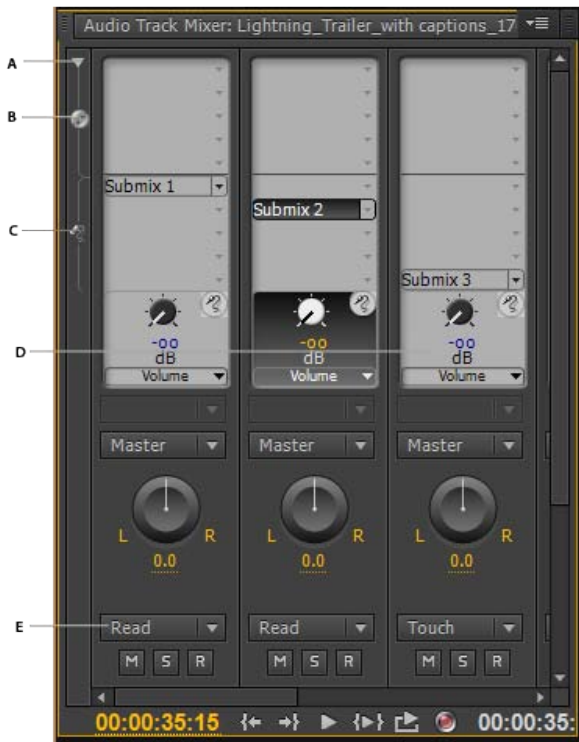 Audio Track Mixer: Lightning_Trailer_with captions_17
A
B
Submix 1
Submix 2
C
Submix 3
-oo
-oo
-oo
D
dB
dB
dB
Volume
Volume
Volume
Master
Master
Master
L R
L R
L R
0.0
0.0
0.0
E
Read
Read
Touch
M S R
M S R
M S R
00:00:35:15
00:00:35: